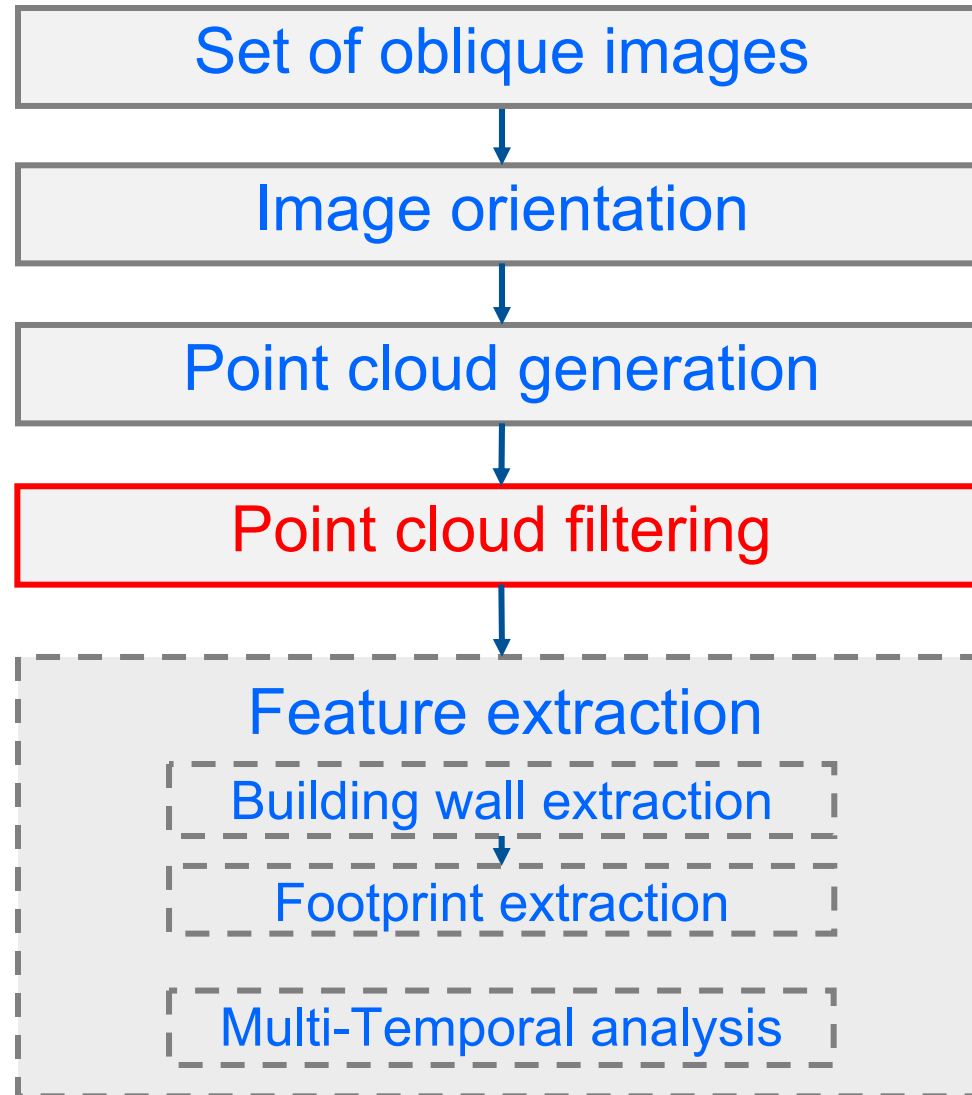 Set of oblique images
Image orientation
Point cloud generation
Point cloud filtering
Feature extraction
Building wall extraction
Footprint extraction
Multi-Temporal analysis